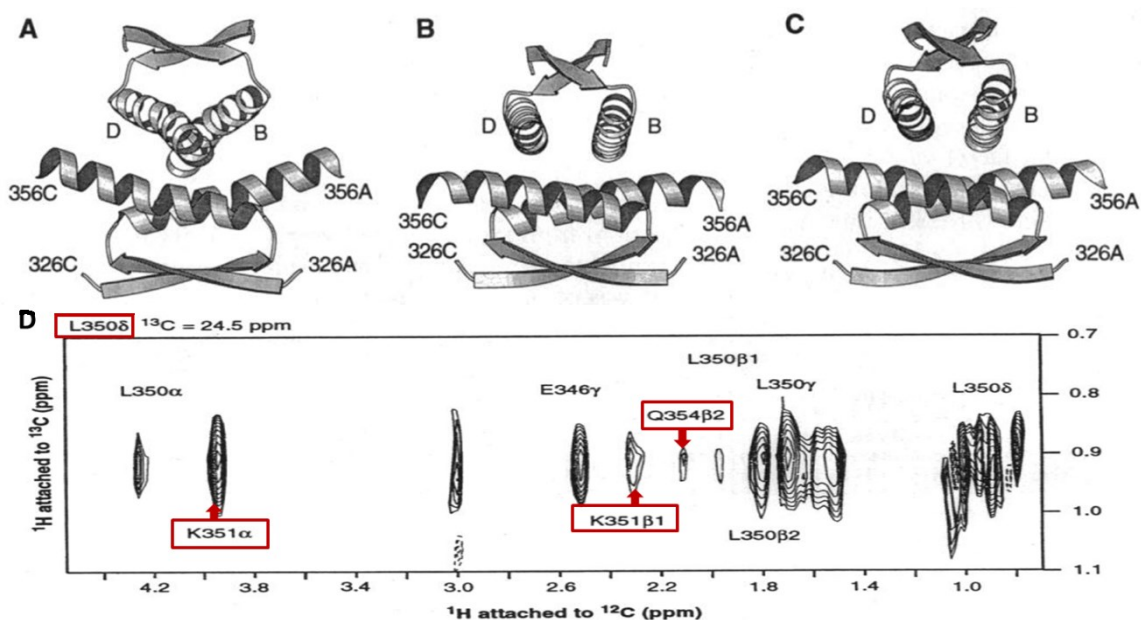 A
B
C
D
B
D
B
D
B
356C
356A
356C
356A
356C
356A
326C
326A
326C
326A
326C
326A
D
L350δ ¹³C = 24.5 ppm
L350α
E346γ
Q354β2
L350β1
L350γ
L350δ
K351α
K351β1
L350β2
0.7
0.8
0.9
1.0
1.1
¹H attached to ¹³C (ppm)
4.2 3.8 3.4 3.0 2.6 2.2 1.8 1.4 1.0
¹H attached to ¹²C (ppm)